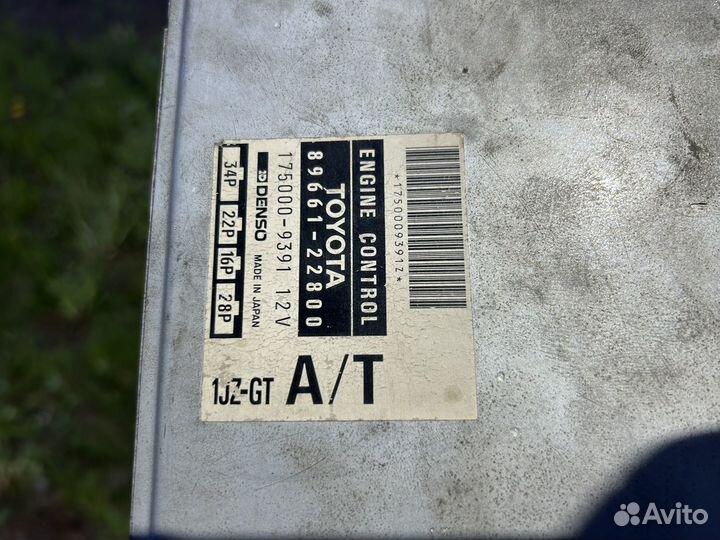 *1750009391Z*
ENGINE CONTROL
TOYOTA
89661-22800
175000-9391 12V
DENSO MADE IN JAPAN
34P 22P 16P 28P
1JZ-GT A/T
Avito